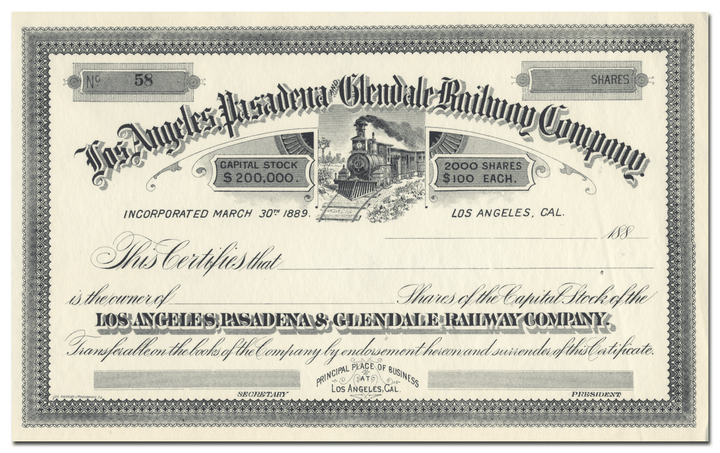 No 58
SHARES
Los Angeles, Pasadena AND Glendale Railway Company
CAPITAL STOCK
$200,000.
2000 SHARES
$100 EACH.
INCORPORATED MARCH 30TH 1889.
LOS ANGELES, CAL.
188
This Certifies that
is the owner of Shares of the Capital Stock of the
LOS ANGELES, PASADENA & GLENDALE RAILWAY COMPANY.
Transferable on the books of the Company by endorsement hereon and surrender of this Certificate.
PRINCIPAL PLACE OF BUSINESS
AT
LOS ANGELES, CAL.
SECRETARY
PRESIDENT